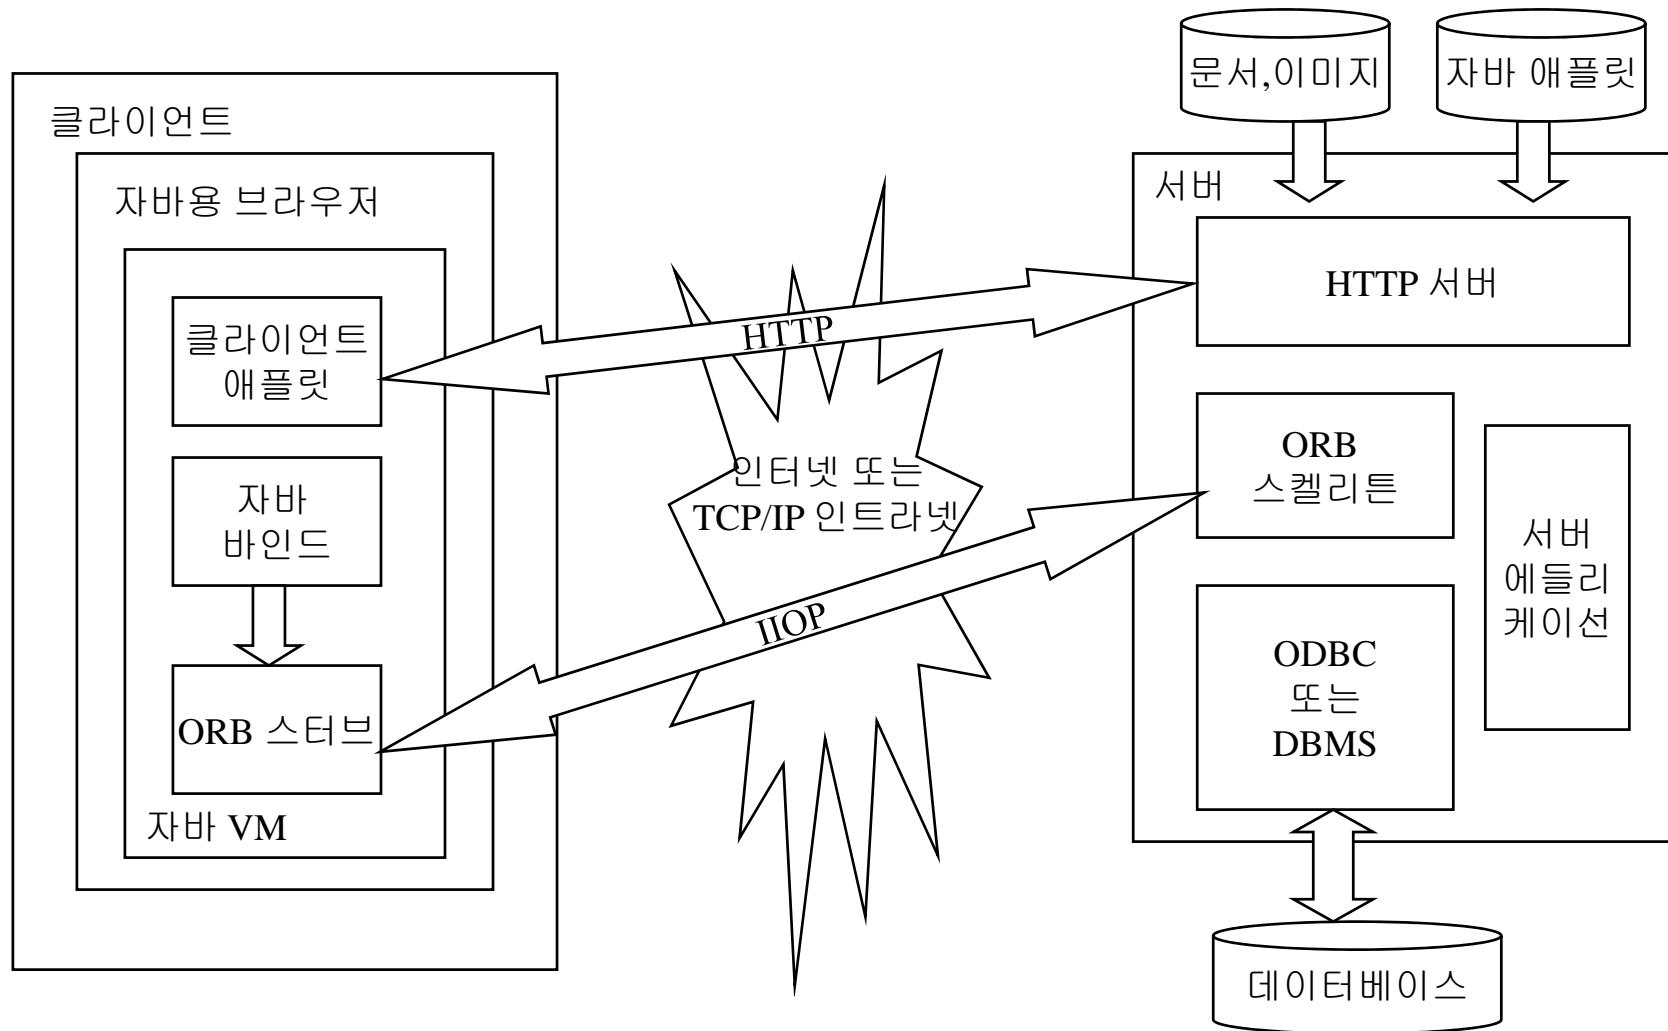 문서,이미지
자바 애플릿
클라이언트
자바용 브라우저
클라이언트
애플릿
자바
바인드
ORB 스터브
자바 VM
HTTP
인터넷 또는
TCP/IP 인트라넷
IIOP
서버
HTTP 서버
ORB
스켈리튼
서버
에들리
케이션
ODBC
또는
DBMS
데이터베이스